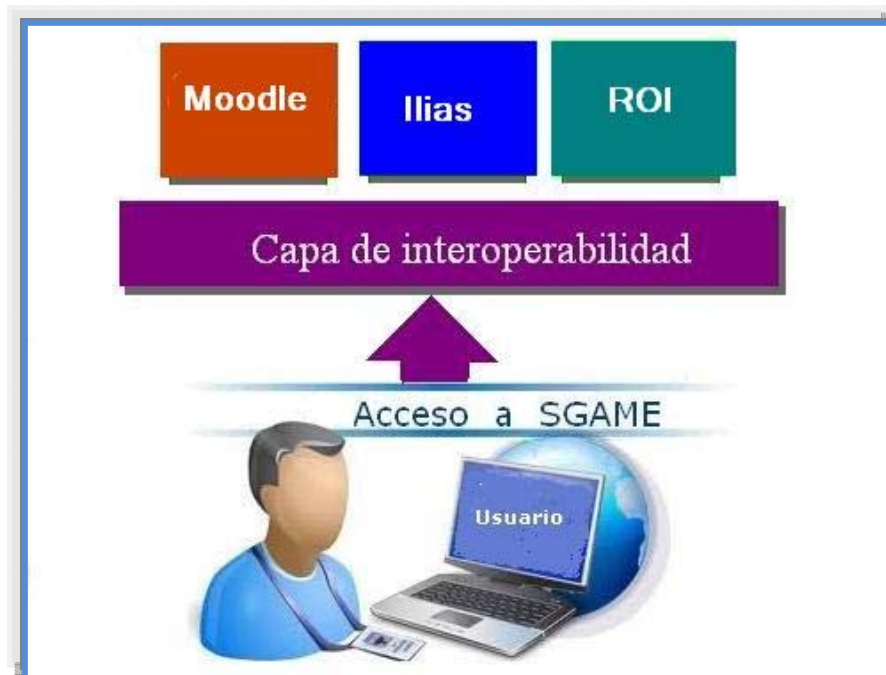 Moodle
Ilias
ROI
Capa de interoperabilidad
Acceso a SGAME
Usuario